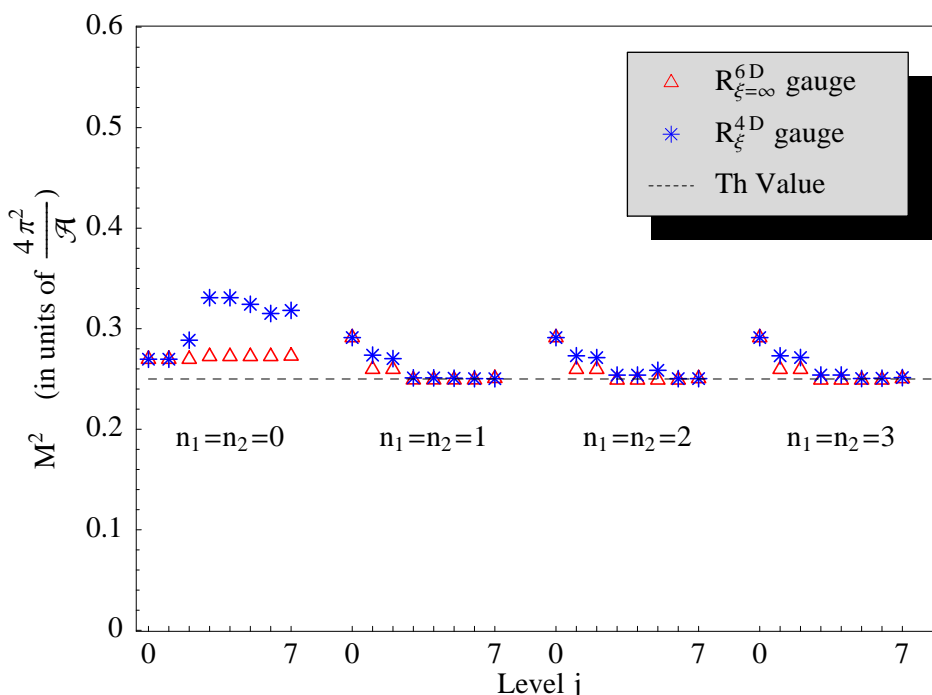 0.6
0.5
0.4
0.3
0.2
0.1
0
M² (in units of 4π²/𝒜)
R^{6D}_{ξ=∞} gauge
R^{4D}_{ξ} gauge
Th Value
n₁=n₂=0 n₁=n₂=1 n₁=n₂=2 n₁=n₂=3
0 7 0 7 0 7 0 7
Level j